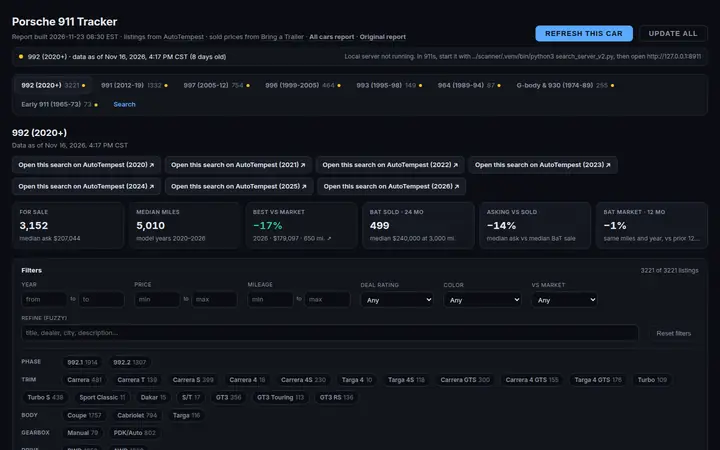 Porsche 911 Tracker
Report built 2026-11-23 06:30 EST · listings from AutoTempest · sold prices from Bring a Trailer · All cars report · Original report
REFRESH THIS CAR
UPDATE ALL
992 (2020+) · data as of Nov 16, 2026, 4:17 PM CST (8 days old)
Local server not running. In 911s, start it with ../scanner/.venv/bin/python3 search_server_v2.py, then open http://127.0.0.1:8911
992 (2020+) 3221
991 (2012-19) 1332
997 (2005-12) 754
996 (1999-2005) 464
993 (1995-98) 149
964 (1989-94) 87
G-body & 930 (1974-89) 255
Early 911 (1965-73) 73
Search
992 (2020+)
Data as of Nov 16, 2026, 4:17 PM CST
Open this search on AutoTempest (2020) ↗
Open this search on AutoTempest (2021) ↗
Open this search on AutoTempest (2022) ↗
Open this search on AutoTempest (2023) ↗
Open this search on AutoTempest (2024) ↗
Open this search on AutoTempest (2025) ↗
Open this search on AutoTempest (2026) ↗
FOR SALE
3,152
median ask $207,044
MEDIAN MILES
5,010
model years 2020–2026
BEST VS MARKET
−17%
2026 · $179,097 · 650 mi. ↗
BAT SOLD · 24 MO
499
median $240,000 at 3,000 mi.
ASKING VS SOLD
−14%
median ask vs median BaT sale
BAT MARKET · 12 MO
−1%
same miles and year, vs prior 12...
Filters
3221 of 3221 listings
YEAR
from to to
PRICE
min to max
MILEAGE
min to max
DEAL RATING
Any
COLOR
Any
VS MARKET
Any
REFINE (FUZZY)
title, dealer, city, description...
Reset filters
PHASE
992.1 1914
992.2 1307
TRIM
Carrera 481
Carrera T 138
Carrera S 389
Carrera 4 18
Carrera 4S 230
Targa 4 10
Targa 4S 118
Carrera GTS 300
Carrera 4 GTS 155
Targa 4 GTS 176
Turbo 109
Turbo S 438
Sport Classic 11
Dakar 15
S/T 17
GT3 256
GT3 Touring 113
GT3 RS 136
BODY
Coupe 1757
Cabriolet 794
Targa 116
GEARBOX
Manual 79
PDK/Auto 802